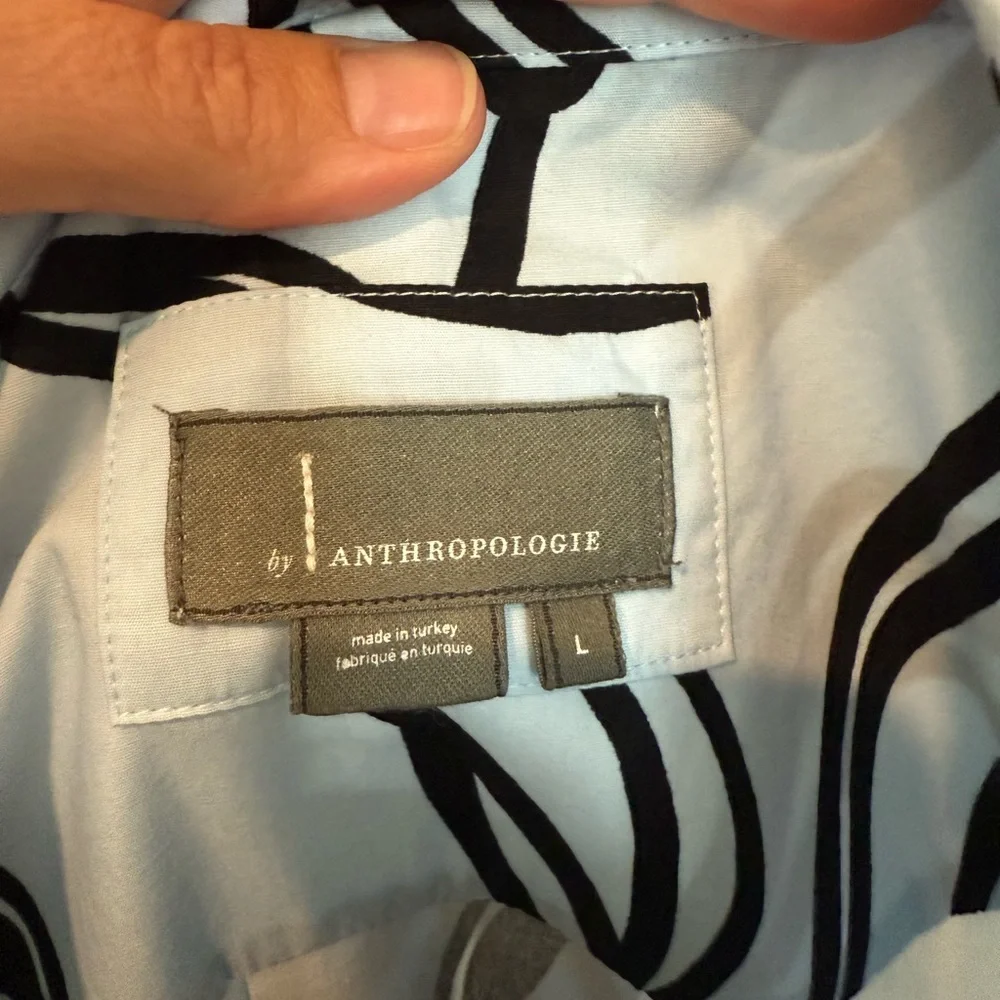 by ANTHROPOLOGIE
made in turkey
fabriqué en turquie
L